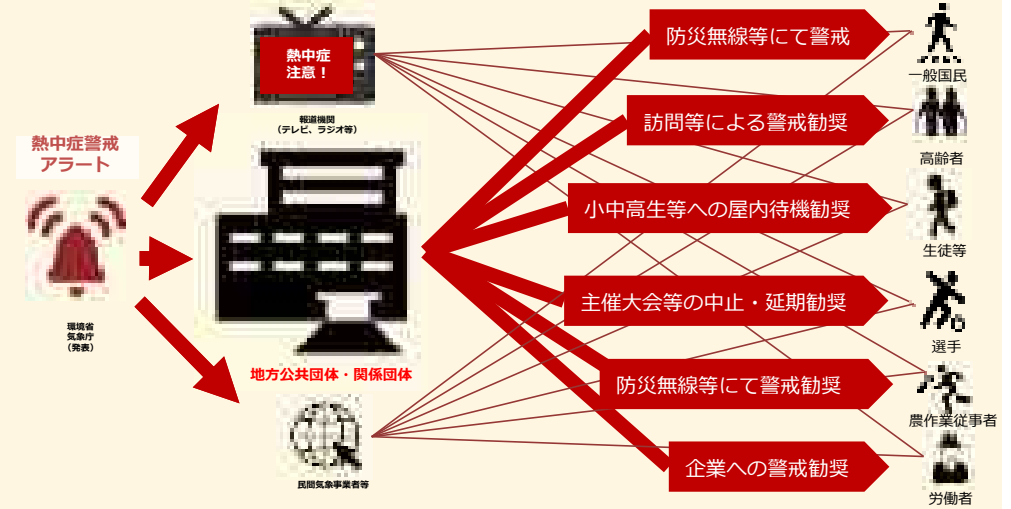 熱中症警戒
アラート
環境省
気象庁
（発表）
熱中症
注意！
報道機関
（テレビ、ラジオ等）
地方公共団体・関係団体
民間気象事業者等
防災無線等にて警戒
訪問等による警戒勧奨
小中高生等への屋内待機勧奨
主催大会等の中止・延期勧奨
防災無線等にて警戒勧奨
企業への警戒勧奨
一般国民
高齢者
生徒等
選手
農作業従事者
労働者